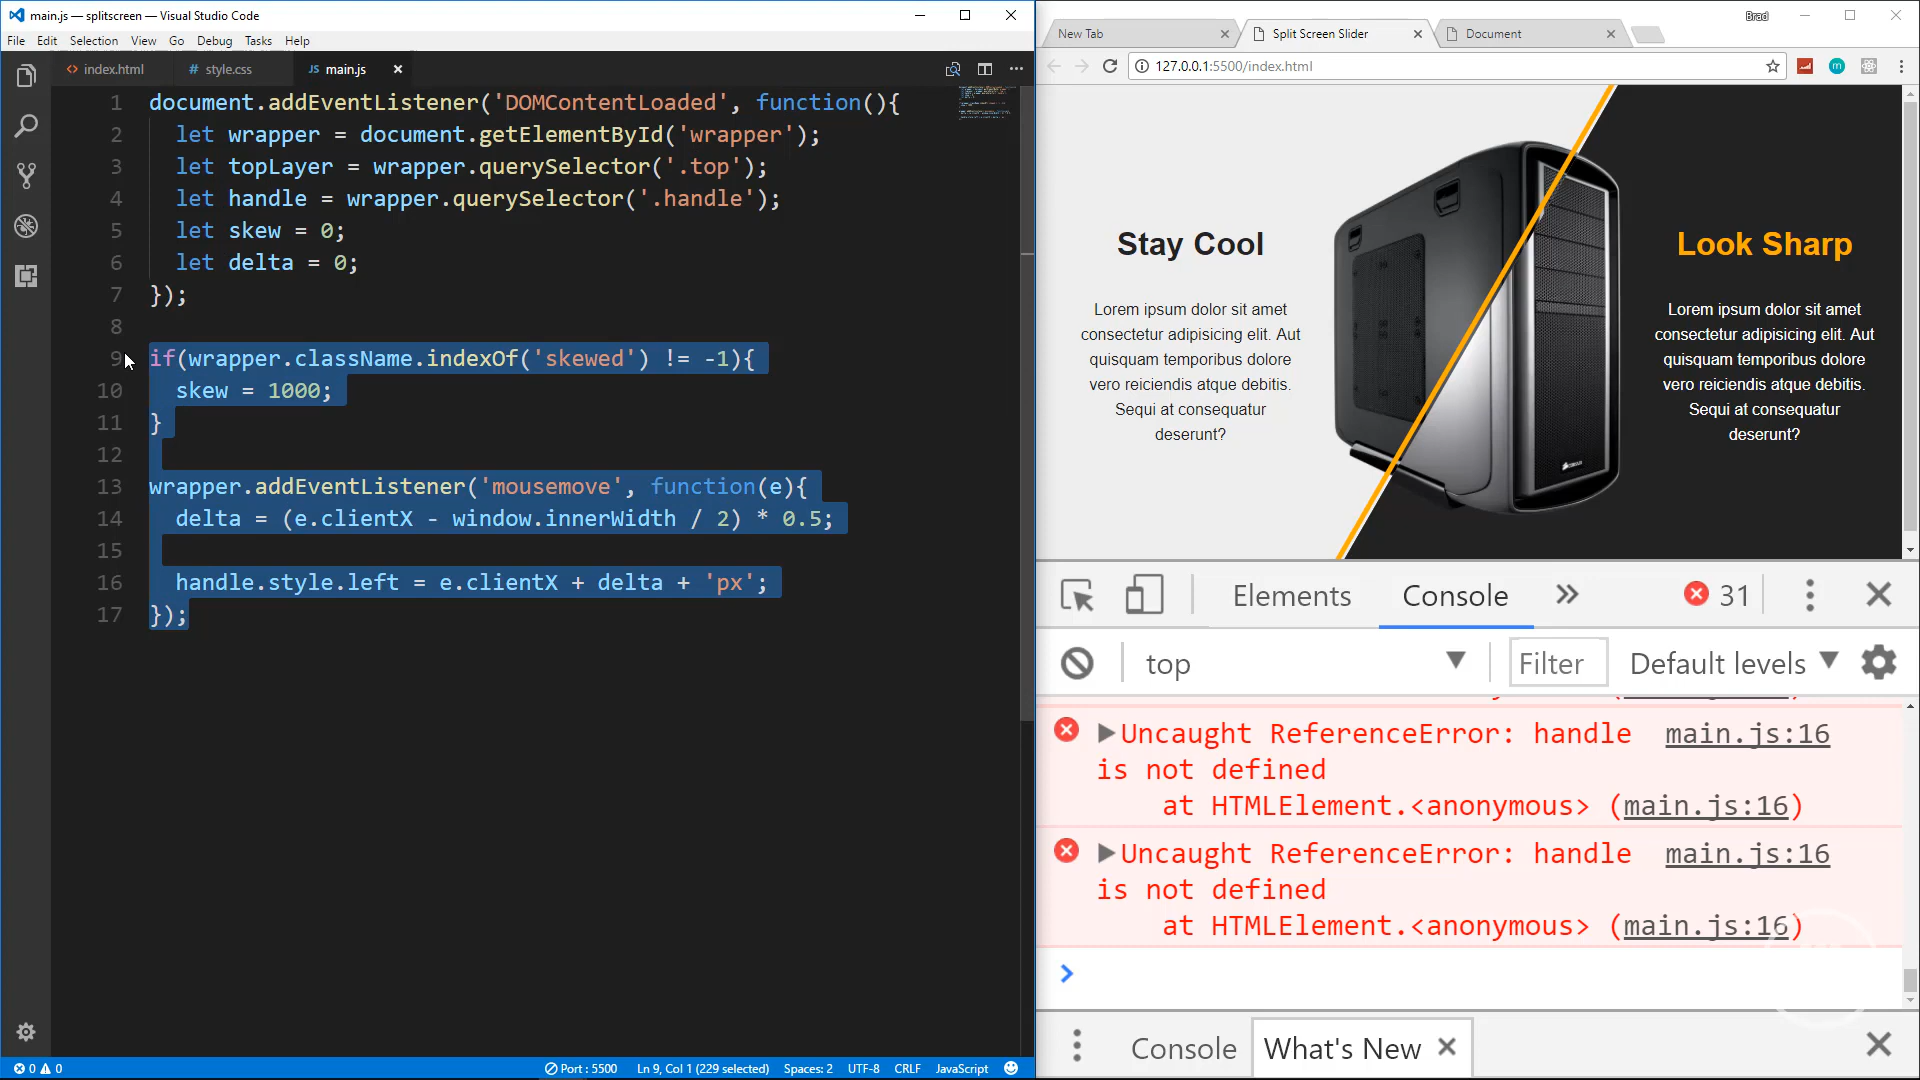 main.js — splitscreen — Visual Studio Code
File Edit Selection View Go Debug Tasks Help
index.html
# style.css
JS main.js
1 document.addEventListener('DOMContentLoaded', function(){
2 let wrapper = document.getElementById('wrapper');
3 let topLayer = wrapper.querySelector('.top');
4 let handle = wrapper.querySelector('.handle');
5 let skew = 0;
6 let delta = 0;
7 });
8
9 if(wrapper.className.indexOf('skewed') != -1){
10 skew = 1000;
11 }
12
13 wrapper.addEventListener('mousemove', function(e){
14 delta = (e.clientX - window.innerWidth / 2) * 0.5;
15
16 handle.style.left = e.clientX + delta + 'px';
17 });
0 0
Port : 5500
Ln 9, Col 1 (229 selected)
Spaces: 2
UTF-8
CRLF
JavaScript
Brad
New Tab
Split Screen Slider
Document
127.0.0.1:5500/index.html
m
Stay Cool
Lorem ipsum dolor sit amet
consectetur adipisicing elit. Aut
quisquam temporibus dolore
vero reiciendis atque debitis.
Sequi at consequatur
deserunt?
Look Sharp
Lorem ipsum dolor sit amet
consectetur adipisicing elit. Aut
quisquam temporibus dolore
vero reiciendis atque debitis.
Sequi at consequatur
deserunt?
Elements
Console
31
top
Filter
Default levels
Uncaught ReferenceError: handle main.js:16
is not defined
at HTMLElement.<anonymous> (main.js:16)
Uncaught ReferenceError: handle main.js:16
is not defined
at HTMLElement.<anonymous> (main.js:16)
Console
What's New